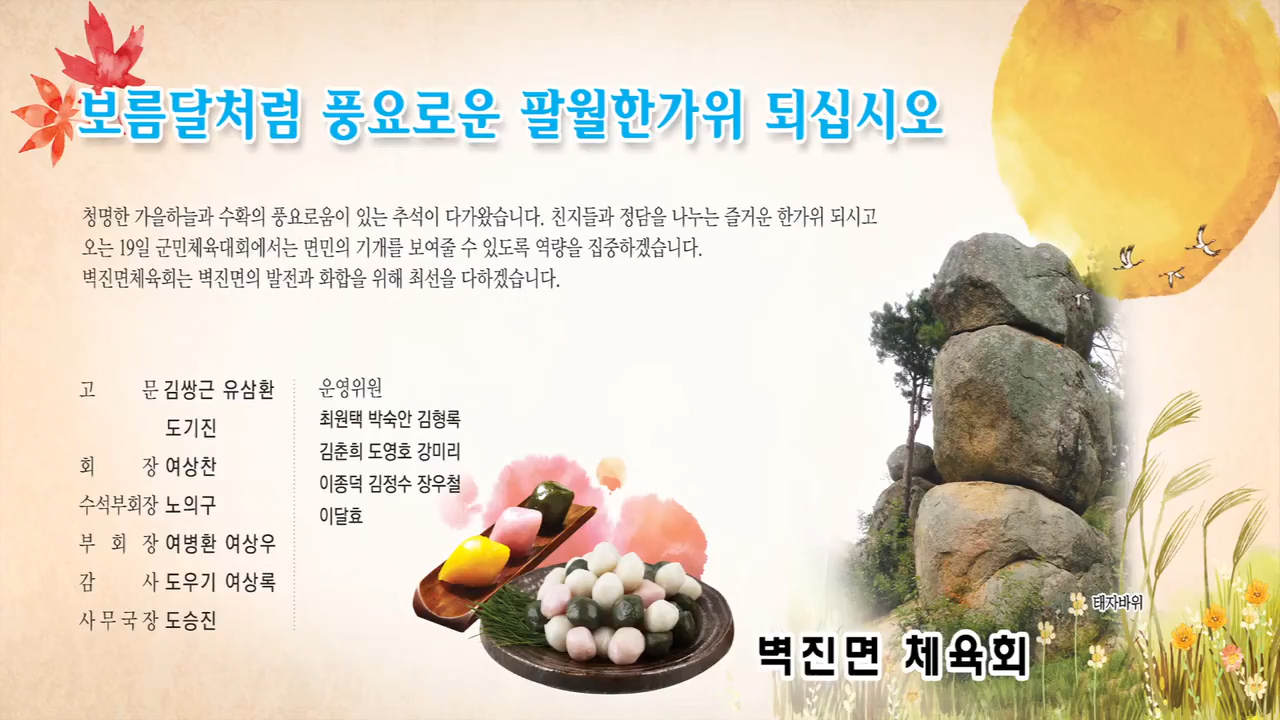 보름달처럼 풍요로운 팔월한가위 되십시오
청명한 가을하늘과 수확의 풍요로움이 있는 추석이 다가왔습니다. 친지들과 정담을 나누는 즐거운 한가위 되시고
오는 19일 군민체육대회에서는 면민의 기개를 보여줄 수 있도록 역량을 집중하겠습니다.
벽진면체육회는 벽진면의 발전과 화합을 위해 최선을 다하겠습니다.
고 문 김쌍근 유삼환
도기진
회 장 여상찬
수석부회장 노의구
부 회 장 여병환 여상우
감 사 도우기 여상록
사무국장 도승진
운영위원
최원택 박숙안 김형록
김춘희 도영호 강미리
이종덕 김정수 장우철
이달효
태자바위
벽진면 체육회